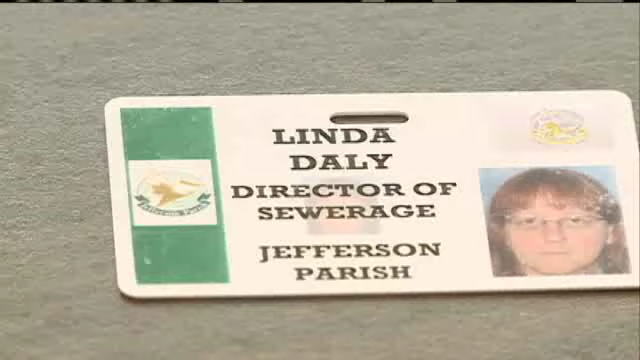 LINDA
DALY
DIRECTOR OF
SEWERAGE
JEFFERSON
PARISH